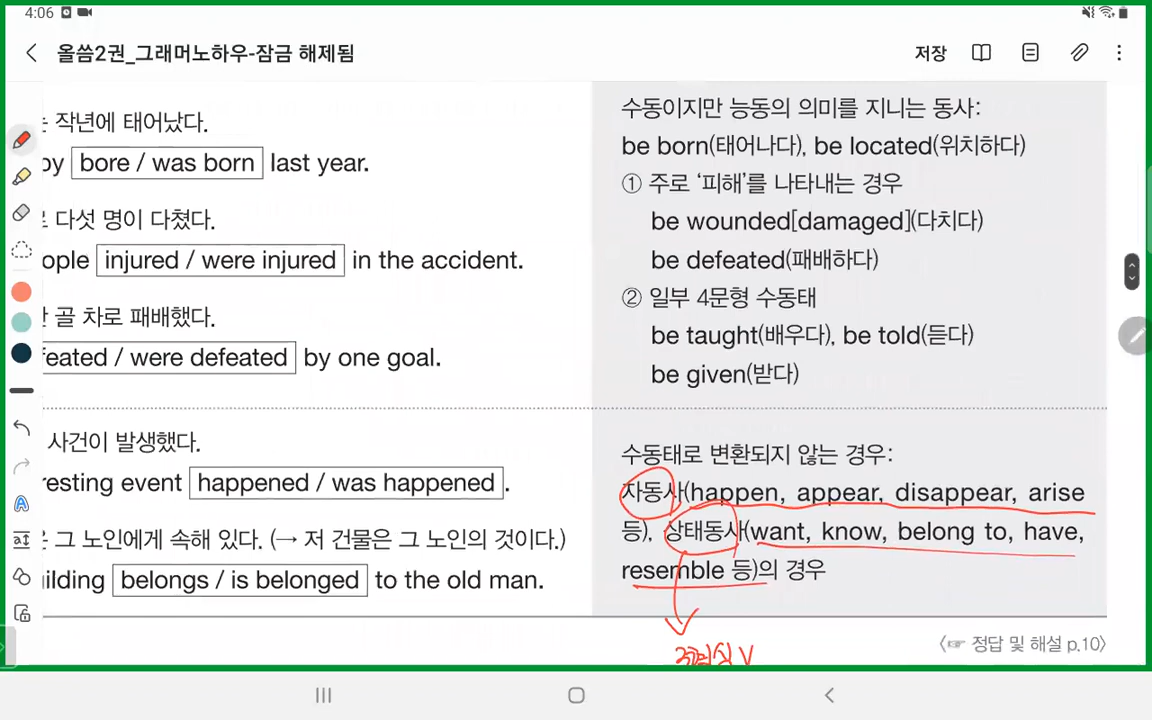 4:06
올씀2권_그래머노하우-잠금 해제됨
저장
는 작년에 태어났다.
by bore / was born last year.
로 다섯 명이 다쳤다.
ople injured / were injured in the accident.
한 골 차로 패배했다.
feated / were defeated by one goal.
사건이 발생했다.
resting event happened / was happened .
은 그 노인에게 속해 있다. (→ 저 건물은 그 노인의 것이다.)
ilding belongs / is belonged to the old man.
수동이지만 능동의 의미를 지니는 동사:
be born(태어나다), be located(위치하다)
① 주로 ‘피해’를 나타내는 경우
be wounded[damaged](다치다)
be defeated(패배하다)
② 일부 4문형 수동태
be taught(배우다), be told(듣다)
be given(받다)
수동태로 변환되지 않는 경우:
자동사(happen, appear, disappear, arise
등), 상태동사(want, know, belong to, have,
resemble 등)의 경우
V
〈☞ 정답 및 해설 p.10〉